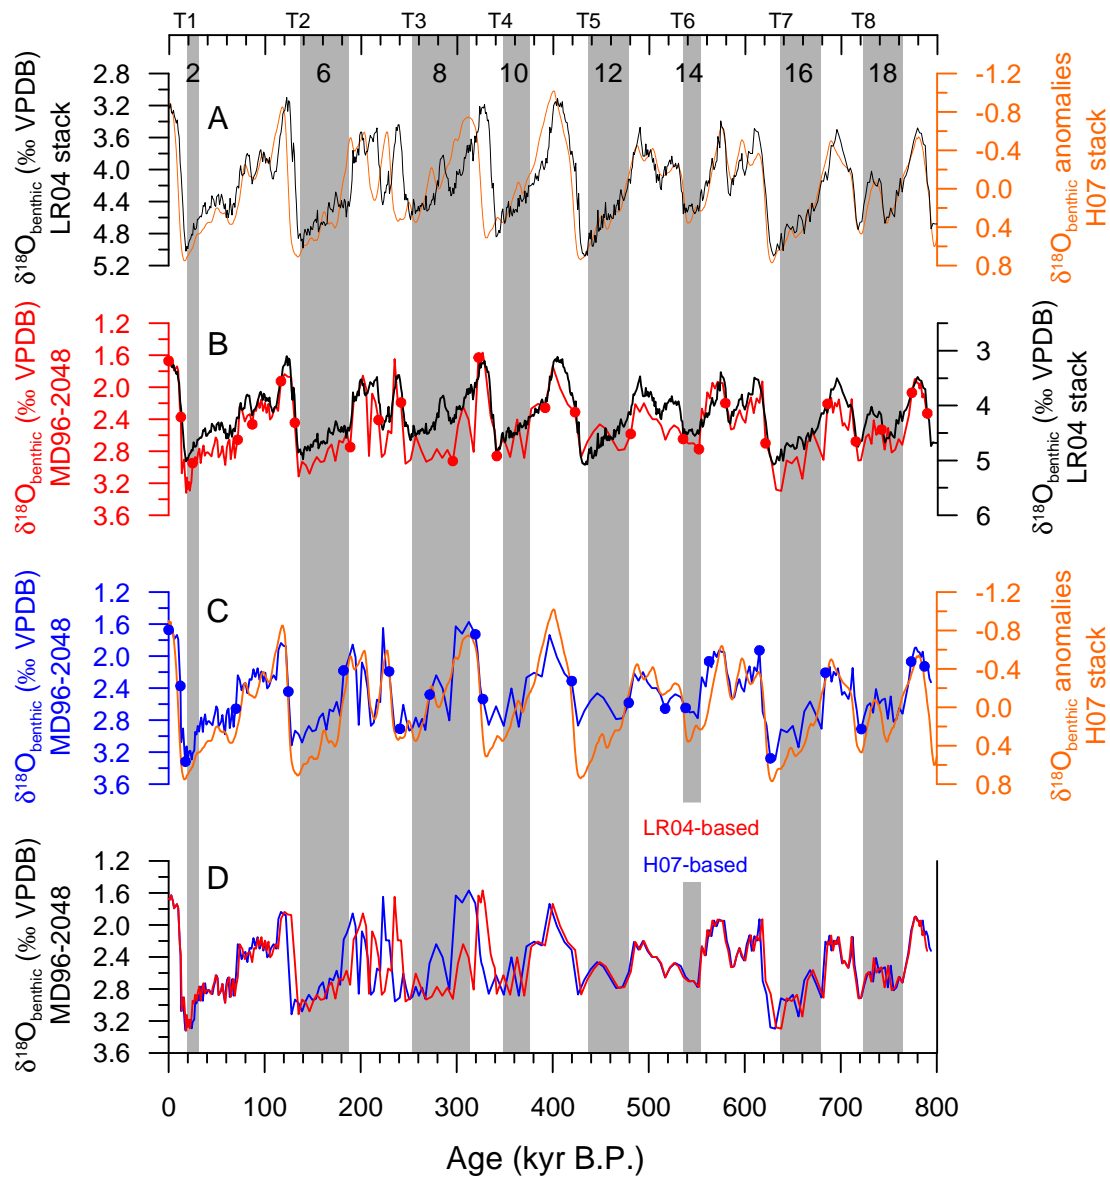 T1 T2 T3 T4 T5 T6 T7 T8
2 6 8 10 12 14 16 18
A
2.8 3.2 3.6 4.0 4.4 4.8 5.2
δ18Obenthic (‰ VPDB)
LR04 stack
-1.2 -0.8 -0.4 0.0 0.4 0.8
δ18Obenthic anomalies
H07 stack
B
1.2 1.6 2.0 2.4 2.8 3.2 3.6
δ18Obenthic (‰ VPDB)
MD96-2048
3 4 5 6
δ18Obenthic (‰ VPDB)
LR04 stack
C
1.2 1.6 2.0 2.4 2.8 3.2 3.6
δ18Obenthic (‰ VPDB)
MD96-2048
-1.2 -0.8 -0.4 0.0 0.4 0.8
δ18Obenthic anomalies
H07 stack
LR04-based
H07-based
D
1.2 1.6 2.0 2.4 2.8 3.2 3.6
δ18Obenthic (‰ VPDB)
MD96-2048
0 100 200 300 400 500 600 700 800
Age (kyr B.P.)